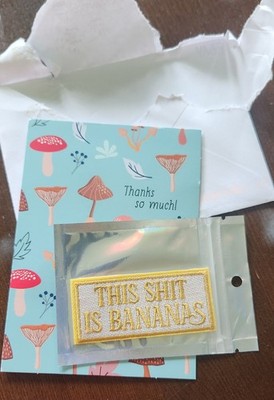 Thanks
so much!
THIS SHIT
IS BANANAS